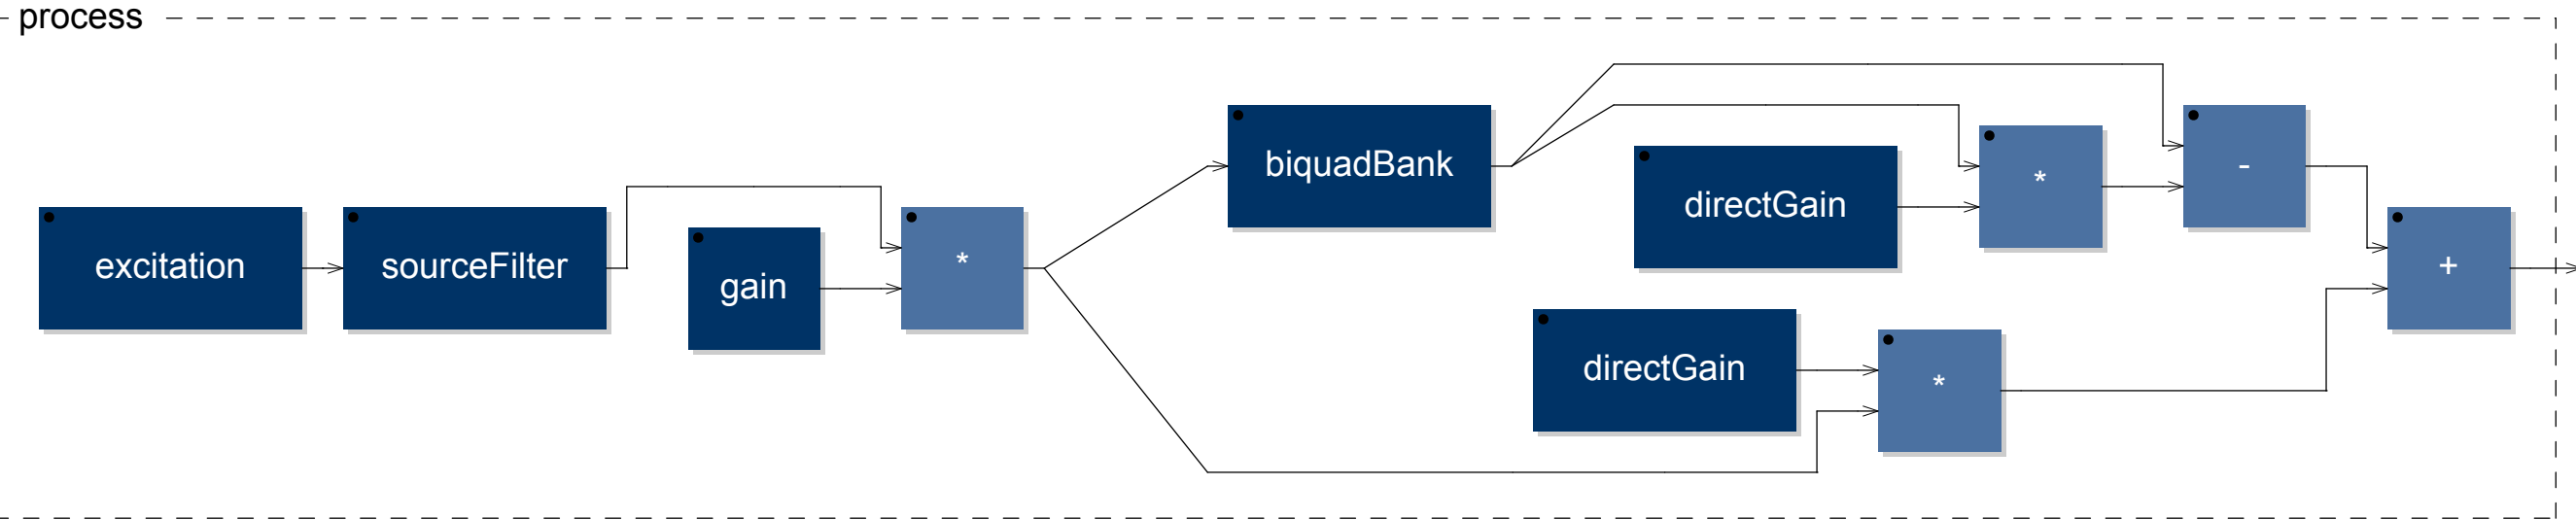 process
excitation
sourceFilter
gain
*
biquadBank
directGain
*
-
directGain
*
+